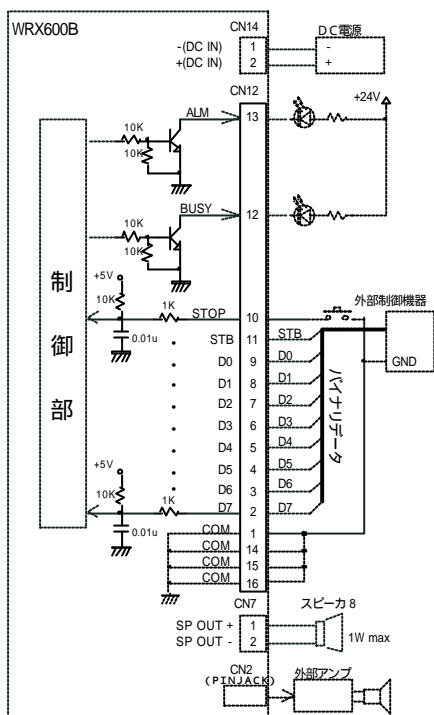 WRX600B
CN14
DC電源
-(DC IN) 1 -
+(DC IN) 2 +
CN12
+24V
ALM 13
10K
10K
BUSY 12
10K
10K
制御部
+5V
10K
1K
STOP 10
0.01u
外部制御機器
STB 11 STB
D0 9 D0
GND
D1 8 D1
D2 7 D2
D3 6 D3
D4 5 D4
D5 4 D5
D6 3 D6
D7 2 D7
バイナリデータ
+5V
10K
1K
0.01u
COM 1
COM 14
COM 15
COM 16
CN7
スピーカ 8
SP OUT + 1
SP OUT - 2
1W max
CN2
(PINJACK)
外部アンプ